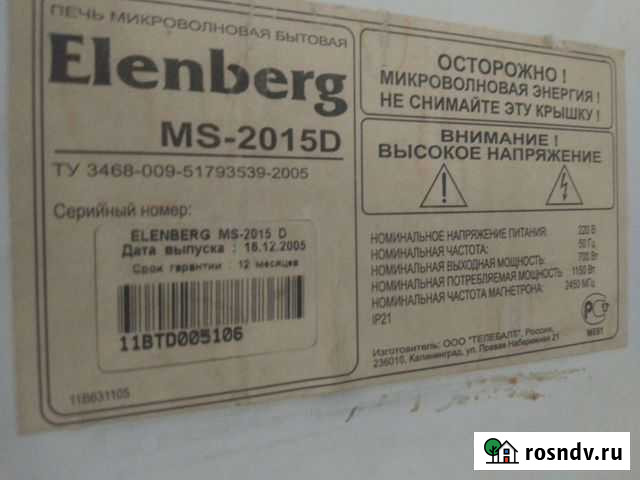 ПЕЧЬ МИКРОВОЛНОВАЯ БЫТОВАЯ
Elenberg
MS-2015D
ТУ 3468-009-51793539-2005
Серийный номер:
ELENBERG MS-2015 D
Дата выпуска : 16.12.2005
Срок гарантии : 12 месяцев
11BTD005106
11B631105
ОСТОРОЖНО !
МИКРОВОЛНОВАЯ ЭНЕРГИЯ !
НЕ СНИМАЙТЕ ЭТУ КРЫШКУ !
ВНИМАНИЕ !
ВЫСОКОЕ НАПРЯЖЕНИЕ
НОМИНАЛЬНОЕ НАПРЯЖЕНИЕ ПИТАНИЯ: 220 В
НОМИНАЛЬНАЯ ЧАСТОТА: 50 Гц
НОМИНАЛЬНАЯ ВЫХОДНАЯ МОЩНОСТЬ: 700 Вт
НОМИНАЛЬНАЯ ПОТРЕБЛЯЕМАЯ МОЩНОСТЬ 1150 Вт
НОМИНАЛЬНАЯ ЧАСТОТА МАГНЕТРОНА: 2450 МГц
IP21
Изготовитель: ООО "ТЕЛЕБАЛТ", Россия,
236010, Калининград, ул. Правая Набережная 21
rosndv.ru